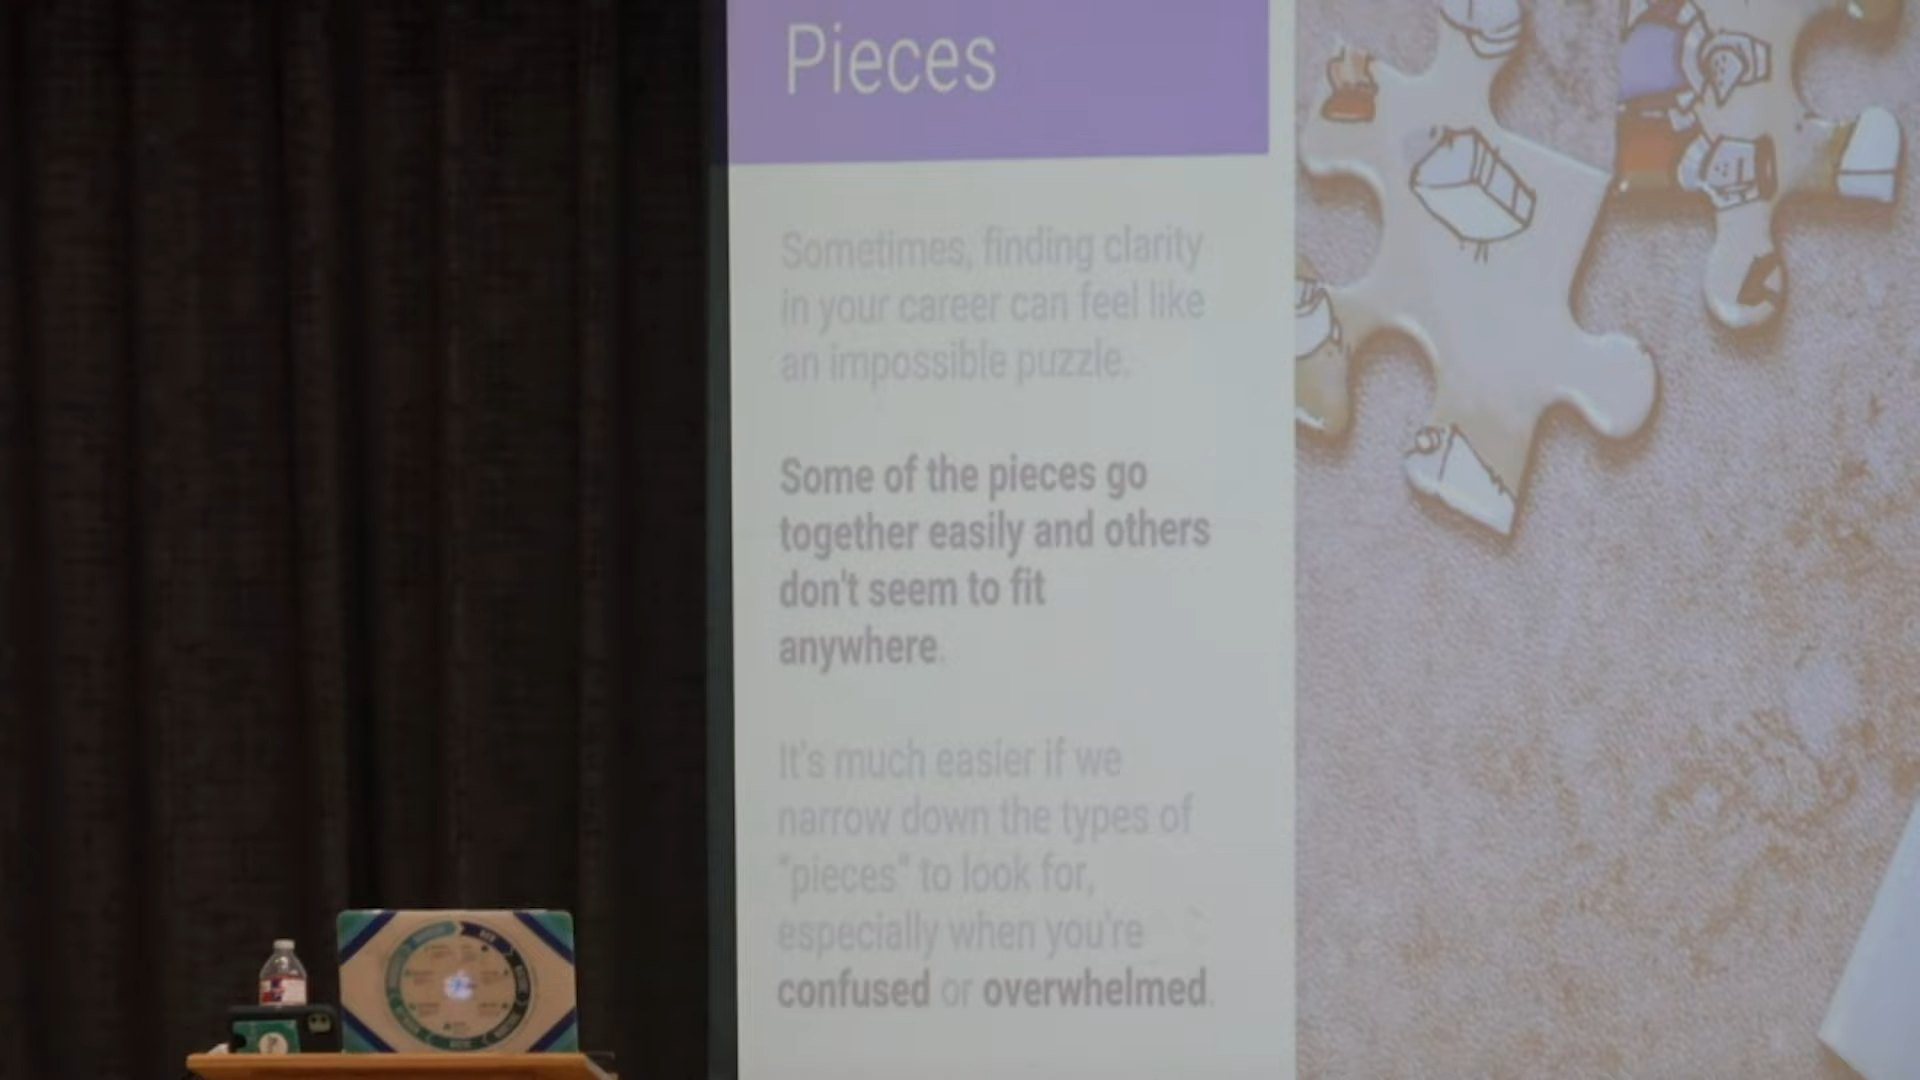 Pieces
Sometimes, finding clarity
in your career can feel like
an impossible puzzle.
Some of the pieces go
together easily and others
don't seem to fit
anywhere.
It's much easier if we
narrow down the types of
"pieces" to look for,
especially when you're
confused or overwhelmed.